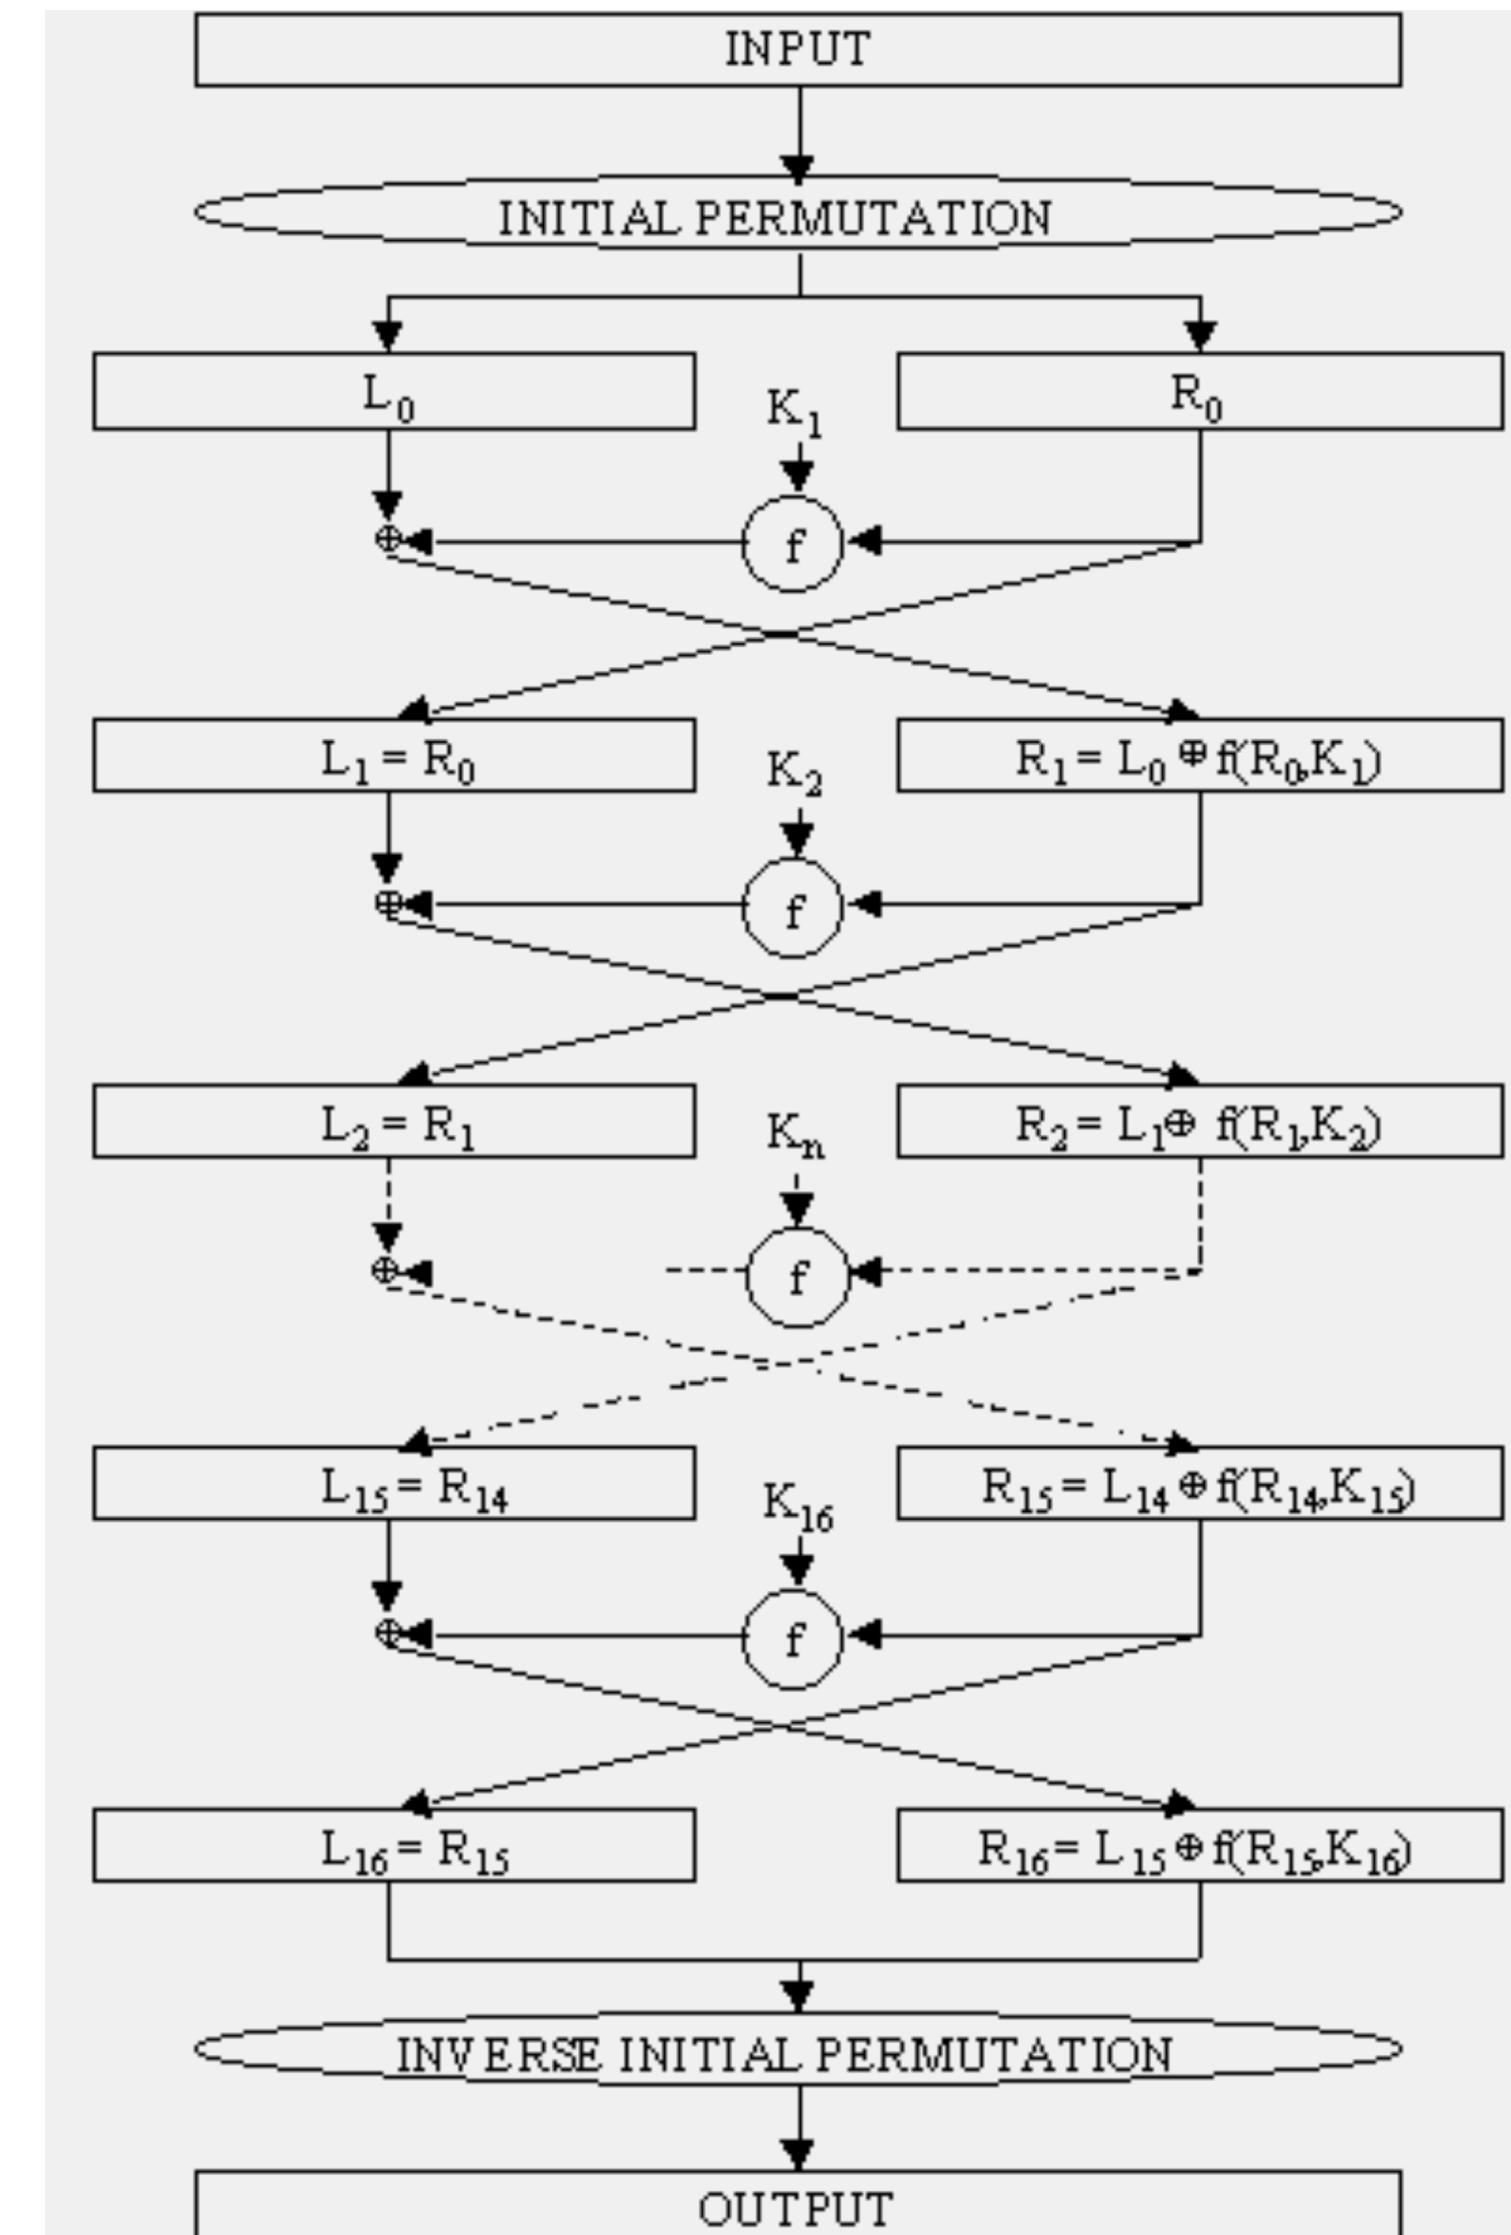 INPUT
INITIAL PERMUTATION
L₀
K₁
R₀
⊕
f
L₁ = R₀
K₂
R₁ = L₀ ⊕ f(R₀,K₁)
⊕
f
L₂ = R₁
Kₙ
R₂ = L₁⊕ f(R₁,K₂)
⊕
f
L₁₅ = R₁₄
K₁₆
R₁₅ = L₁₄ ⊕ f(R₁₄,K₁₅)
⊕
f
L₁₆ = R₁₅
R₁₆ = L₁₅ ⊕ f(R₁₅,K₁₆)
INVERSE INITIAL PERMUTATION
OUTPUT